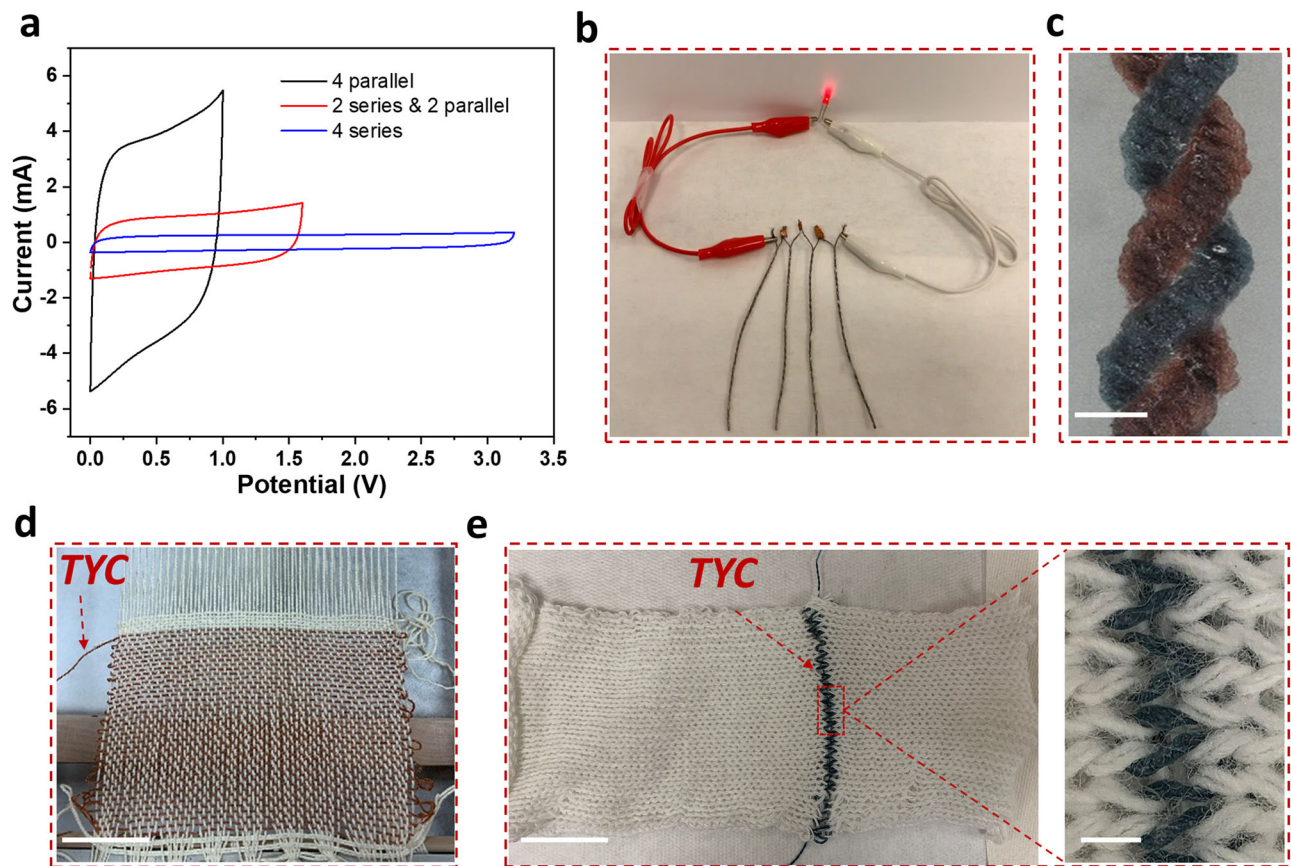 a
6
4
2
0
-2
-4
-6
Current (mA)
4 parallel
2 series & 2 parallel
4 series
0.0 0.5 1.0 1.5 2.0 2.5 3.0 3.5
Potential (V)
b
c
d
TYC
e
TYC